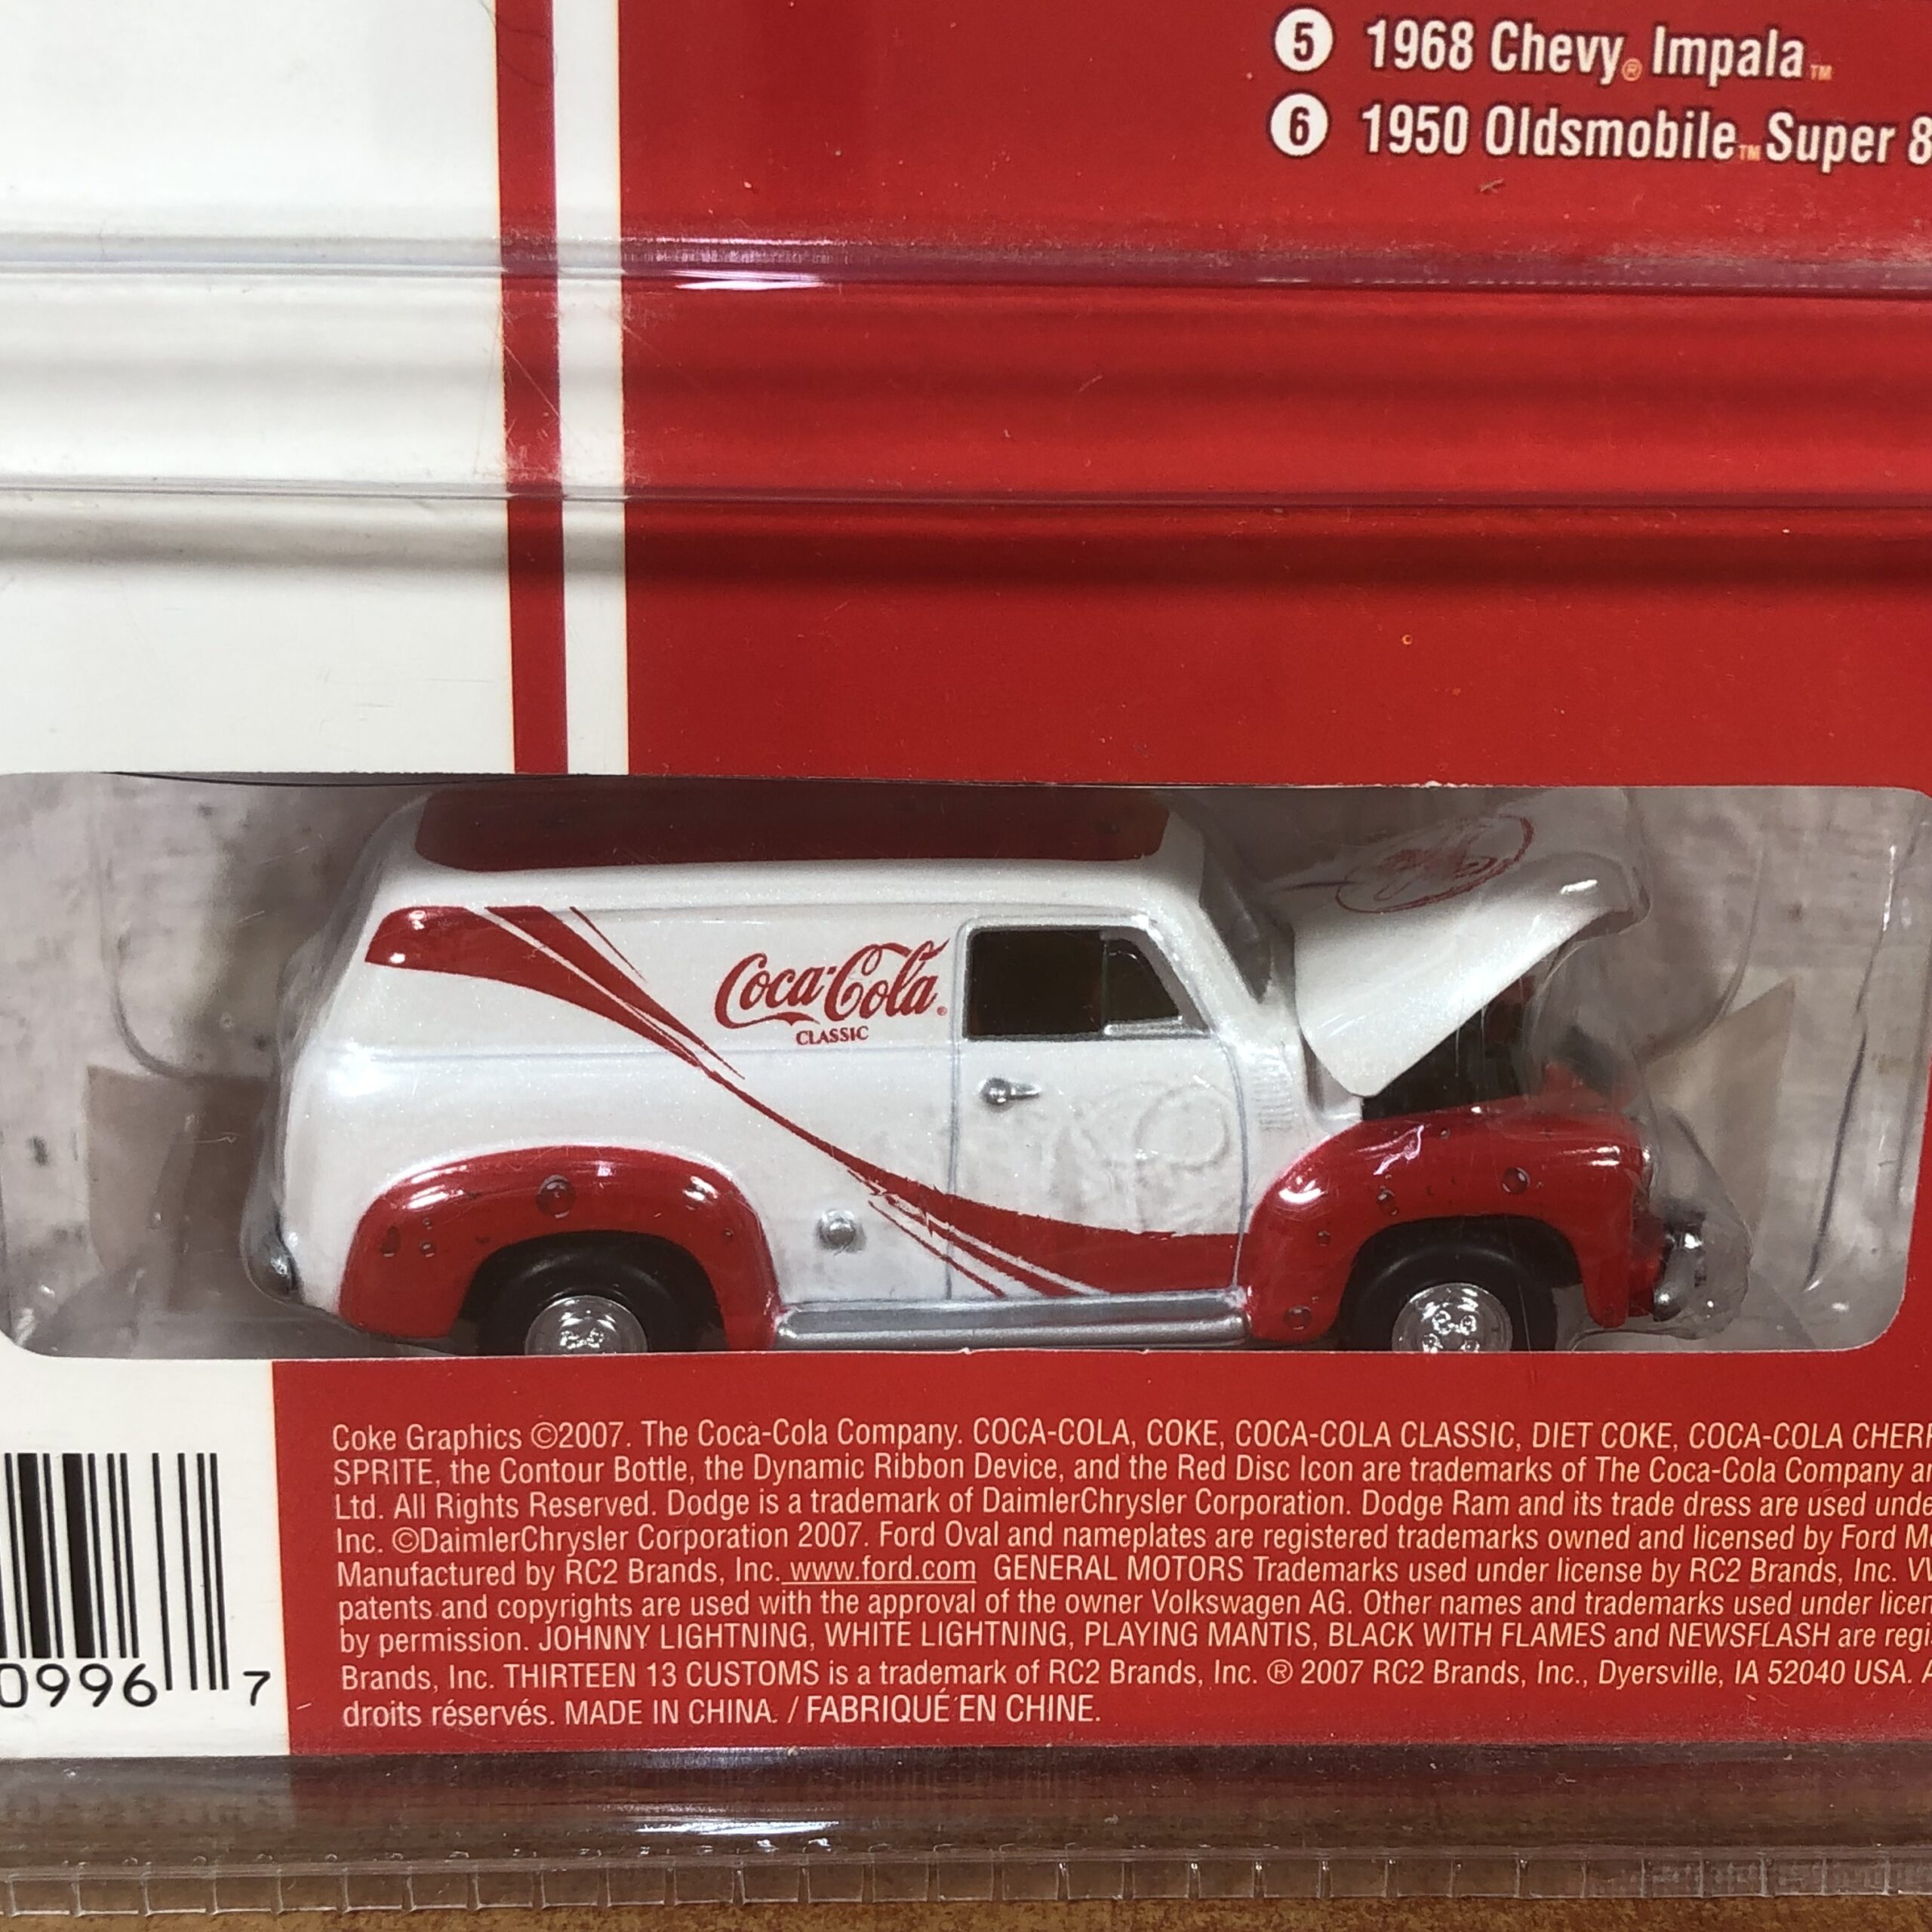 5 1968 Chevy® Impala™
6 1950 Oldsmobile™ Super 8
Coca-Cola®
CLASSIC
Coke Graphics ©2007. The Coca-Cola Company. COCA-COLA, COKE, COCA-COLA CLASSIC, DIET COKE, COCA-COLA CHERR
SPRITE, the Contour Bottle, the Dynamic Ribbon Device, and the Red Disc Icon are trademarks of The Coca-Cola Company an
Ltd. All Rights Reserved. Dodge is a trademark of DaimlerChrysler Corporation. Dodge Ram and its trade dress are used unde
Inc. ©DaimlerChrysler Corporation 2007. Ford Oval and nameplates are registered trademarks owned and licensed by Ford M
Manufactured by RC2 Brands, Inc. www.ford.com GENERAL MOTORS Trademarks used under license by RC2 Brands, Inc. VW
patents and copyrights are used with the approval of the owner Volkswagen AG. Other names and trademarks used under licen
by permission. JOHNNY LIGHTNING, WHITE LIGHTNING, PLAYING MANTIS, BLACK WITH FLAMES and NEWSFLASH are regi
Brands, Inc. THIRTEEN 13 CUSTOMS is a trademark of RC2 Brands, Inc. ® 2007 RC2 Brands, Inc., Dyersville, IA 52040 USA. A
droits réservés. MADE IN CHINA. / FABRIQUÉ EN CHINE.
0996 7